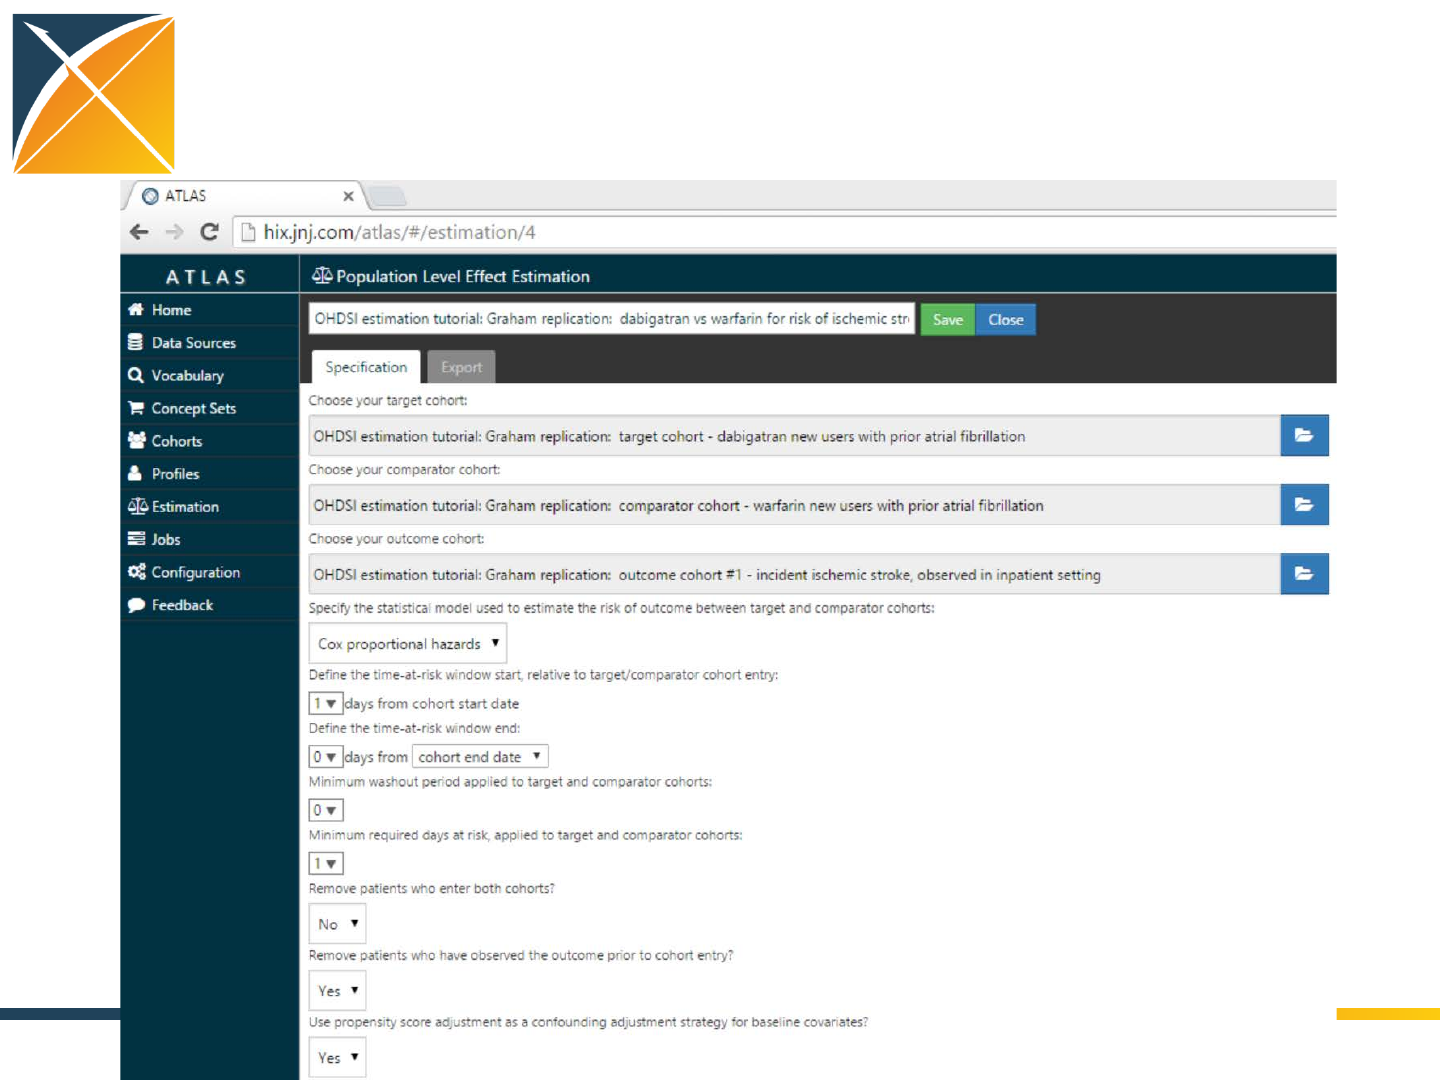 ATLAS
hix.jnj.com/atlas/#/estimation/4
ATLAS
Population Level Effect Estimation
Home
Data Sources
Vocabulary
Concept Sets
Cohorts
Profiles
Estimation
Jobs
Configuration
Feedback
OHDSI estimation tutorial: Graham replication: dabigatran vs warfarin for risk of ischemic str
Save Close
Specification Export
Choose your target cohort:
OHDSI estimation tutorial: Graham replication: target cohort - dabigatran new users with prior atrial fibrillation
Choose your comparator cohort:
OHDSI estimation tutorial: Graham replication: comparator cohort - warfarin new users with prior atrial fibrillation
Choose your outcome cohort:
OHDSI estimation tutorial: Graham replication: outcome cohort #1 - incident ischemic stroke, observed in inpatient setting
Specify the statistical model used to estimate the risk of outcome between target and comparator cohorts:
Cox proportional hazards
Define the time-at-risk window start, relative to target/comparator cohort entry:
1 days from cohort start date
Define the time-at-risk window end:
0 days from cohort end date
Minimum washout period applied to target and comparator cohorts:
0
Minimum required days at risk, applied to target and comparator cohorts:
1
Remove patients who enter both cohorts?
No
Remove patients who have observed the outcome prior to cohort entry?
Yes
Use propensity score adjustment as a confounding adjustment strategy for baseline covariates?
Yes